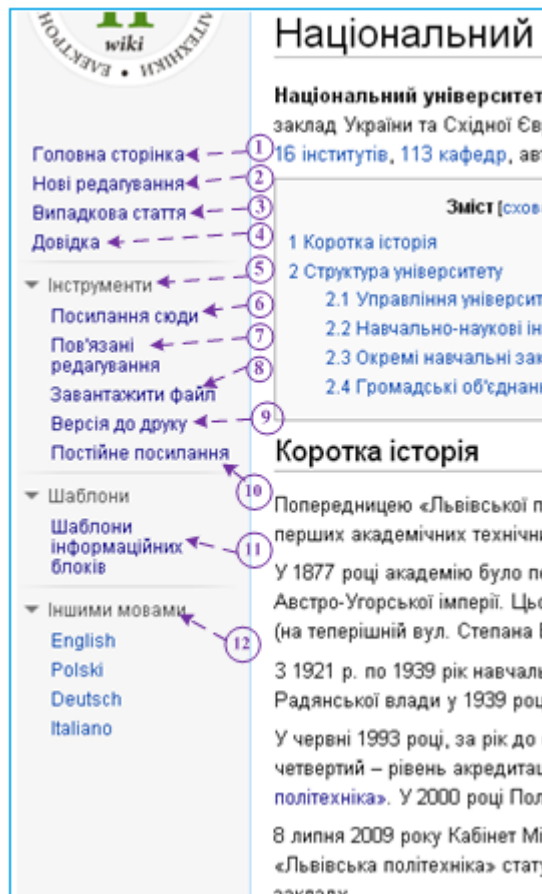 wiki
Національний
Національний університет
заклад України та Східної Єв
16 інститутів, 113 кафедр, ав
Головна сторінка
1
Нові редагування
2
Випадкова стаття
3
Довідка
4
Інструменти
5
Посилання сюди
6
Пов'язані
редагування
7
Завантажити файл
8
Версія до друку
9
Постійне посилання
10
Шаблони
Шаблони
інформаційних
блоків
11
Іншими мовами
12
English
Polski
Deutsch
Italiano
Зміст [схов
1 Коротка історія
2 Структура університету
2.1 Управління університ
2.2 Навчально-наукові ін
2.3 Окремі навчальні зак
2.4 Громадські об'єднан
Коротка історія
Попередницею «Львівської п
перших академічних технічн
У 1877 році академію було п
Австро-Угорської імперії. Ць
(на теперішній вул. Степана
З 1921 р. по 1939 рік навчаль
Радянської влади у 1939 роц
У червні 1993 році, за рік до
четвертий – рівень акредитац
політехніка». У 2000 році Пол
8 липня 2009 року Кабінет Мі
«Львівська політехніка» стату